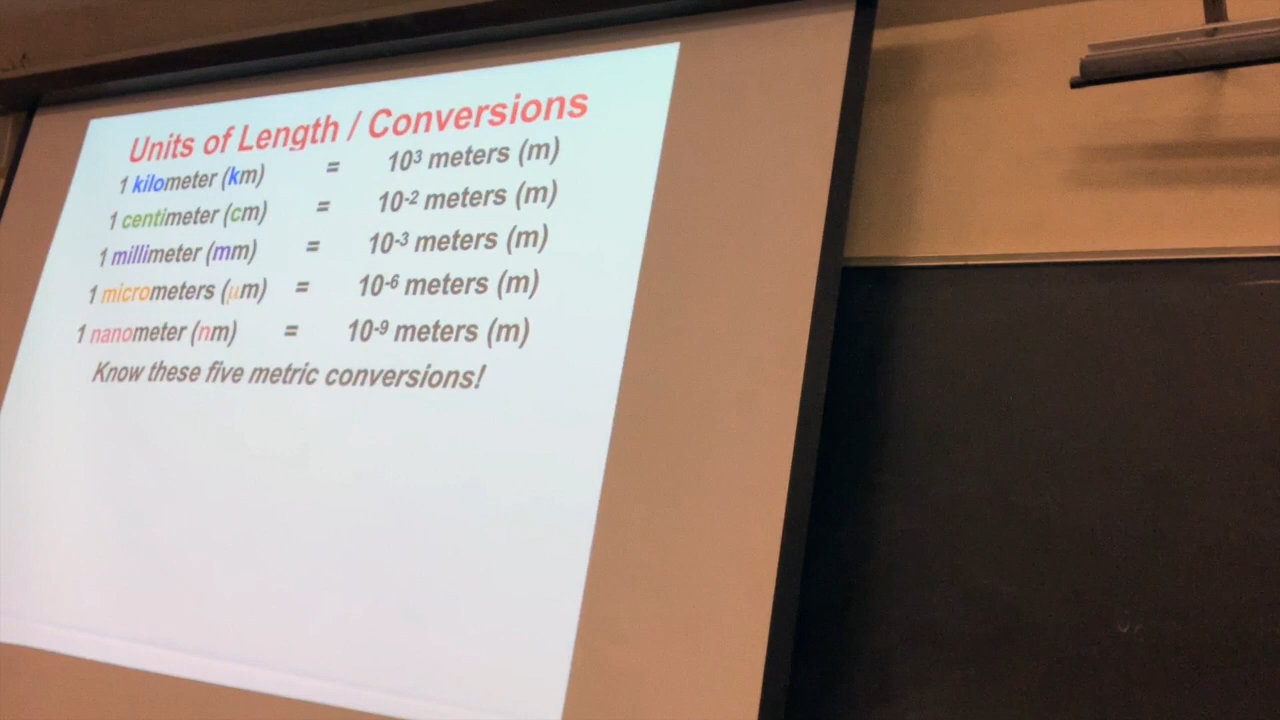 Units of Length / Conversions
1 kilometer (km) = 10³ meters (m)
1 centimeter (cm) = 10⁻² meters (m)
1 millimeter (mm) = 10⁻³ meters (m)
1 micrometers (μm) = 10⁻⁶ meters (m)
1 nanometer (nm) = 10⁻⁹ meters (m)
Know these five metric conversions!